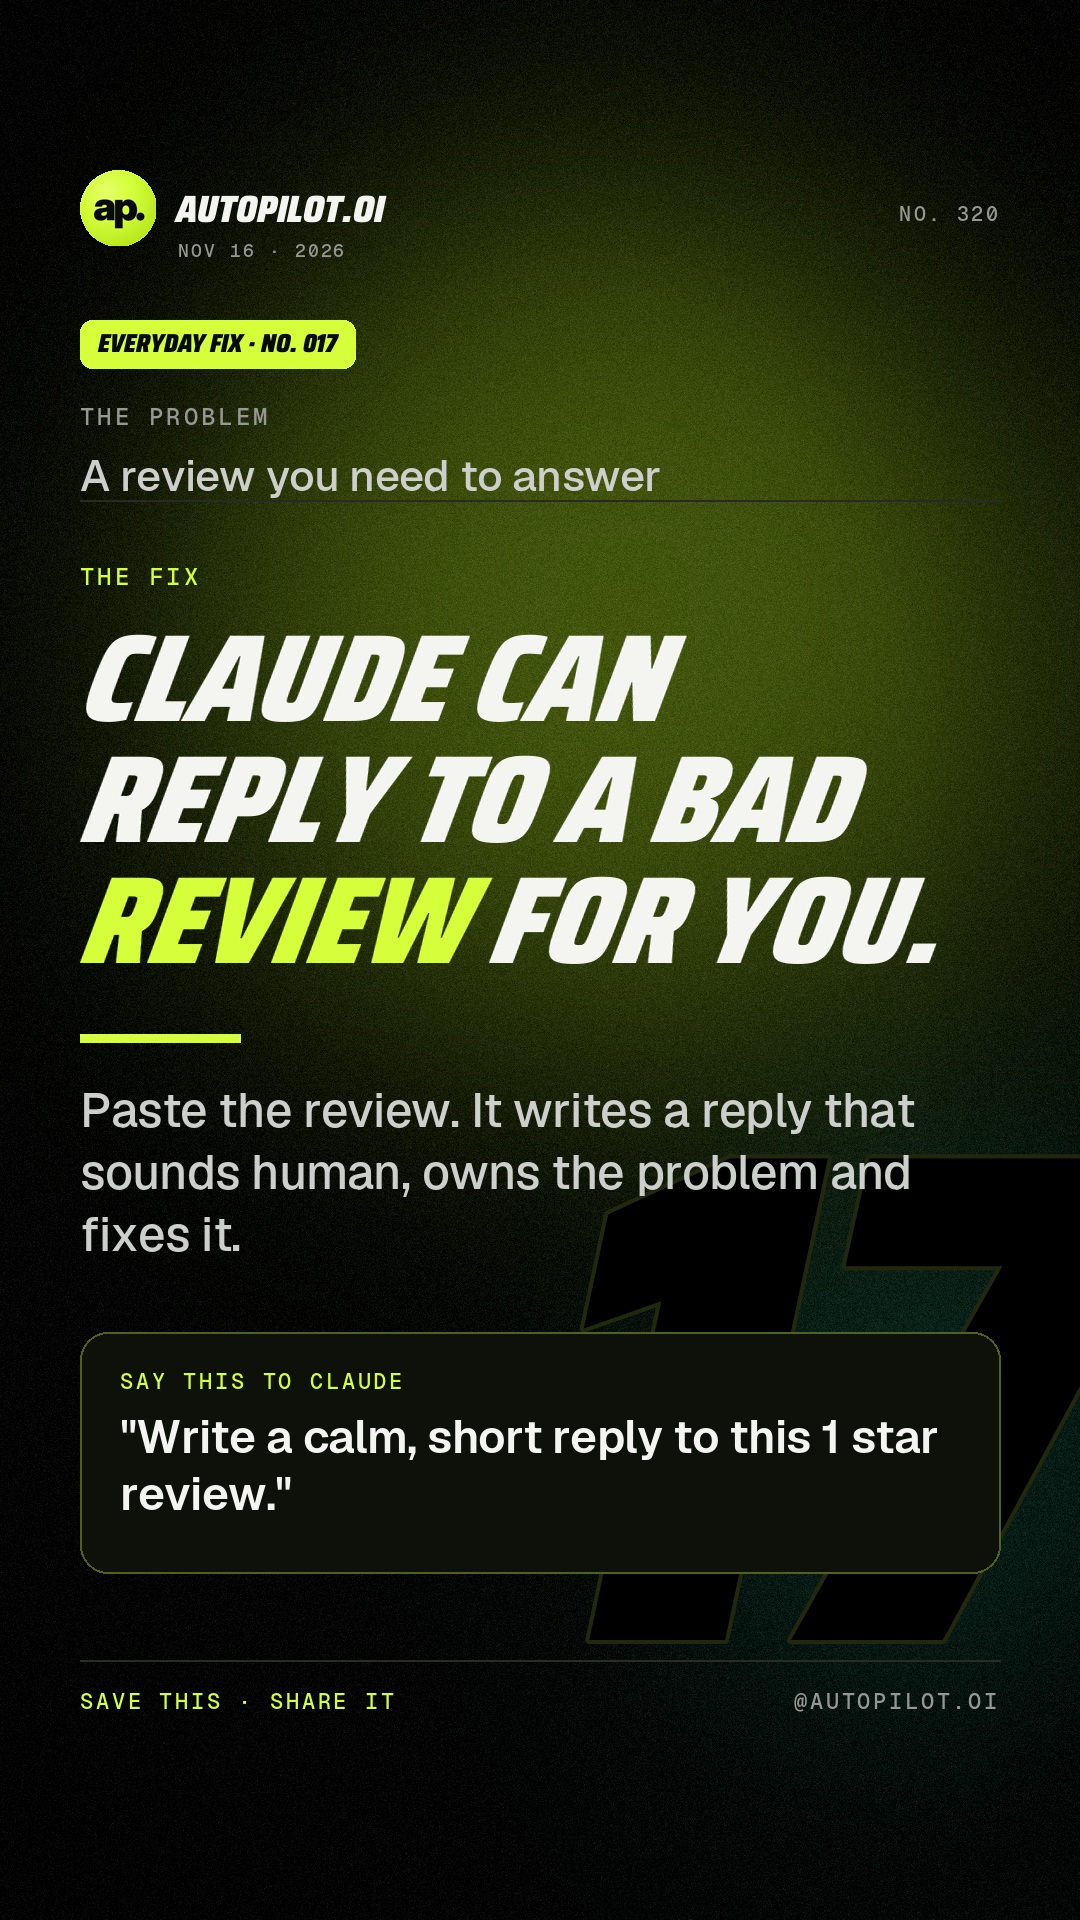 ap.
AUTOPILOT.OI
NO. 320
NOV 16 · 2026
EVERYDAY FIX · NO. 017
THE PROBLEM
A review you need to answer
THE FIX
CLAUDE CAN
REPLY TO A BAD
REVIEW FOR YOU.
Paste the review. It writes a reply that
sounds human, owns the problem and
fixes it.
17
SAY THIS TO CLAUDE
"Write a calm, short reply to this 1 star
review."
SAVE THIS · SHARE IT
@AUTOPILOT.OI